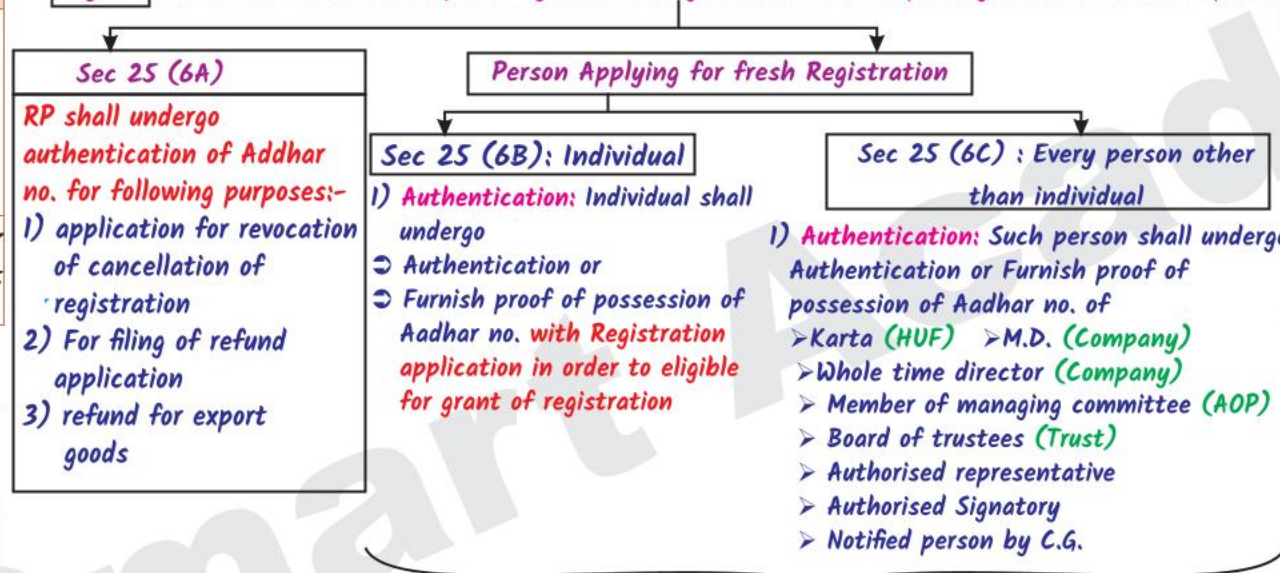 Sec 25 (6A)
RP shall undergo
authentication of Addhar
no. for following purposes:-
1) application for revocation
of cancellation of
registration
2) For filing of refund
application
3) refund for export
goods
Person Applying for fresh Registration
Sec 25 (6B): Individual
1) Authentication: Individual shall
undergo
➲ Authentication or
➲ Furnish proof of possession of
Aadhar no. with Registration
application in order to eligible
for grant of registration
Sec 25 (6C) : Every person other
than individual
1) Authentication: Such person shall undergo
Authentication or Furnish proof of
possession of Aadhar no. of
➢Karta (HUF) ➢M.D. (Company)
➢Whole time director (Company)
➢ Member of managing committee (AOP)
➢ Board of trustees (Trust)
➢ Authorised representative
➢ Authorised Signatory
➢ Notified person by C.G.
mart Acad